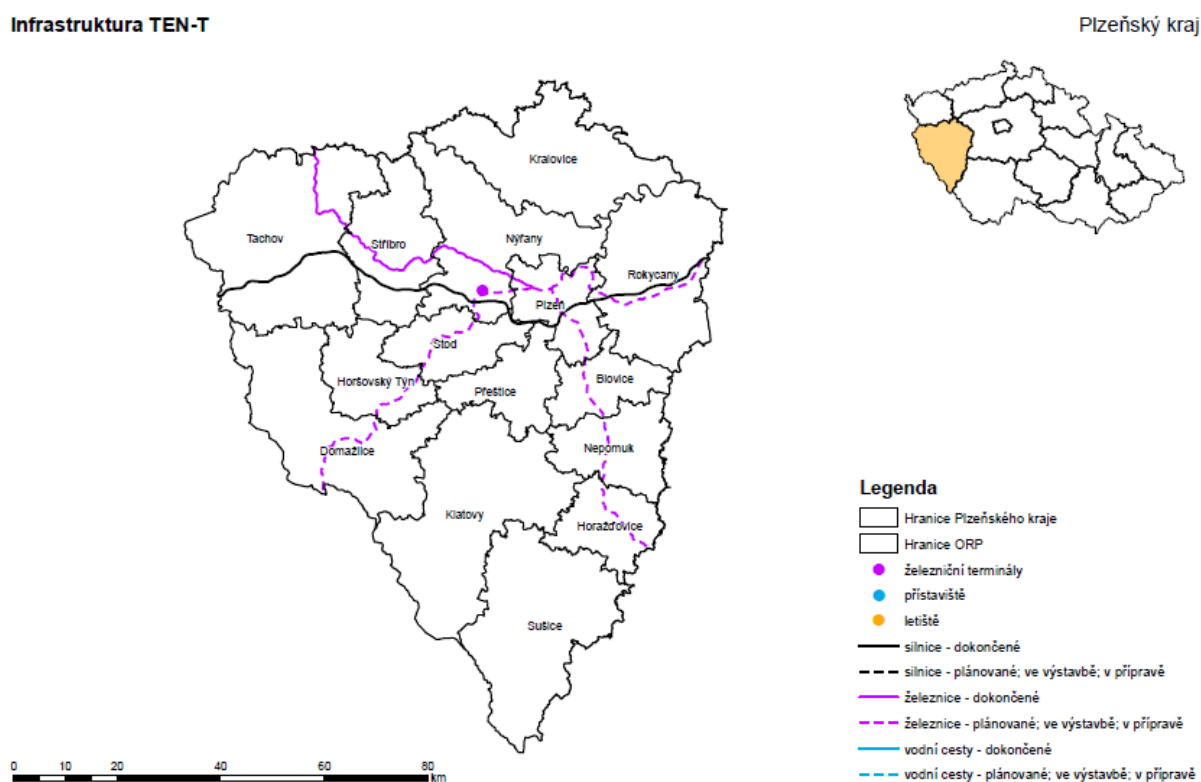 Infrastruktura TEN-T
Plzeňský kraj
Kralovice
Tachov
Stříbro
Nýřany
Rokycany
Plzeň
Stod
Horšovský Týn
Přeštice
Blovice
Domažlice
Nepomuk
Klatovy
Horažďovice
Sušice
Legenda
Hranice Plzeňského kraje
Hranice ORP
železniční terminály
přístaviště
letiště
silnice - dokončené
silnice - plánované; ve výstavbě; v přípravě
železnice - dokončené
železnice - plánované; ve výstavbě; v přípravě
vodní cesty - dokončené
vodní cesty - plánované; ve výstavbě; v přípravě
0 10 20 40 60 80
km